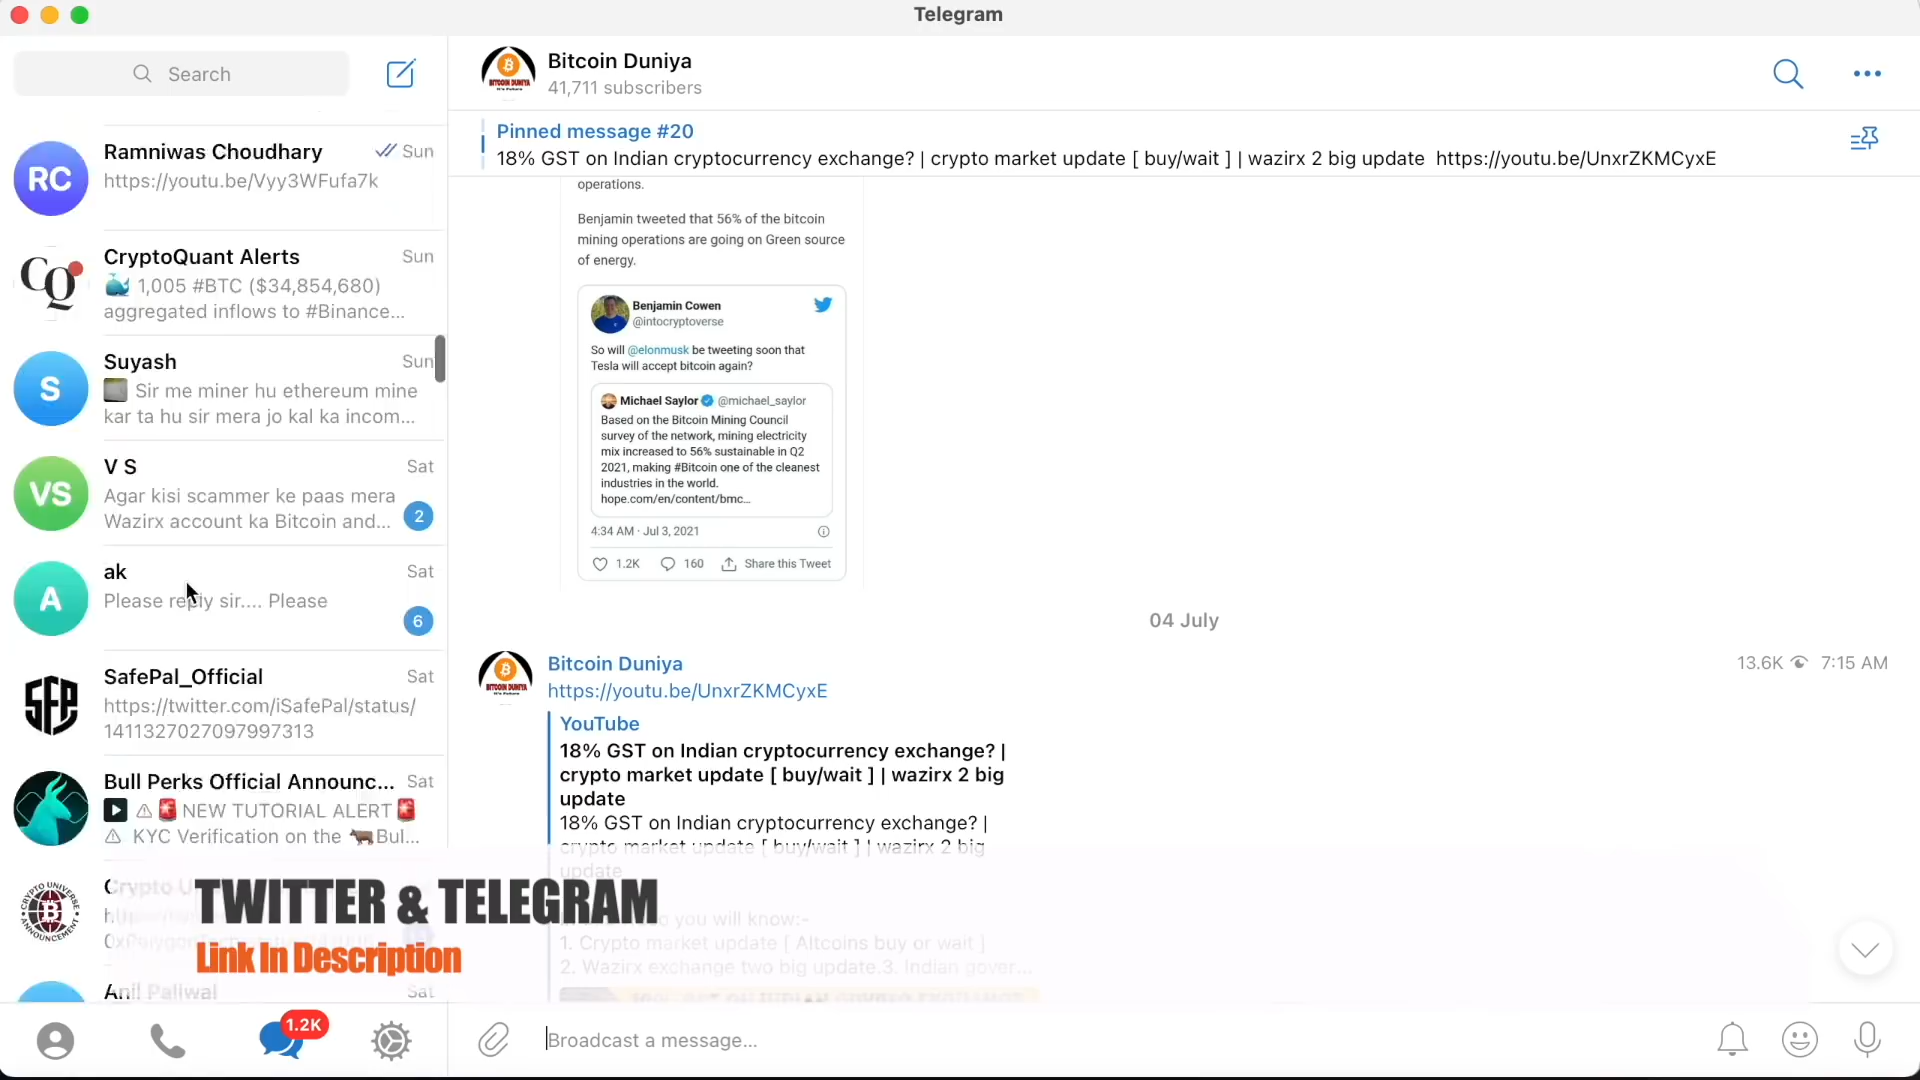 Telegram
Search
Ramniwas Choudhary
Sun
https://youtu.be/Vyy3WFufa7k
CryptoQuant Alerts
Sun
🐳 1,005 #BTC ($34,854,680)
aggregated inflows to #Binance...
Suyash
Sun
Sir me miner hu ethereum mine
kar ta hu sir mera jo kal ka incom...
V S
Sat
Agar kisi scammer ke paas mera
Wazirx account ka Bitcoin and...
2
ak
Sat
Please reply sir.... Please
6
SafePal_Official
Sat
https://twitter.com/iSafePal/status/
1411327027097997313
Bull Perks Official Announc...
Sat
⚠ 🚨 NEW TUTORIAL ALERT 🚨
⚠ KYC Verification on the 🐂Bul...
Anil Paliwal
Sat
1.2K
RC
CQ
S
VS
A
SFP
Bitcoin Duniya
41,711 subscribers
Pinned message #20
18% GST on Indian cryptocurrency exchange? | crypto market update [ buy/wait ] | wazirx 2 big update https://youtu.be/UnxrZKMCyxE
operations.
Benjamin tweeted that 56% of the bitcoin
mining operations are going on Green source
of energy.
Benjamin Cowen
@intocryptoverse
So will @elonmusk be tweeting soon that
Tesla will accept bitcoin again?
Michael Saylor @michael_saylor
Based on the Bitcoin Mining Council
survey of the network, mining electricity
mix increased to 56% sustainable in Q2
2021, making #Bitcoin one of the cleanest
industries in the world.
hope.com/en/content/bmc...
4:34 AM · Jul 3, 2021
1.2K
160
Share this Tweet
04 July
Bitcoin Duniya
13.6K
7:15 AM
https://youtu.be/UnxrZKMCyxE
YouTube
18% GST on Indian cryptocurrency exchange? |
crypto market update [ buy/wait ] | wazirx 2 big
update
18% GST on Indian cryptocurrency exchange? |
crypto market update [ buy/wait ] | wazirx 2 big
update
you will know:-
1. Crypto market update [ Altcoins buy or wait ]
2. Wazirx exchange two big update.3. Indian gover...
TWITTER & TELEGRAM
Link In Description
Broadcast a message...